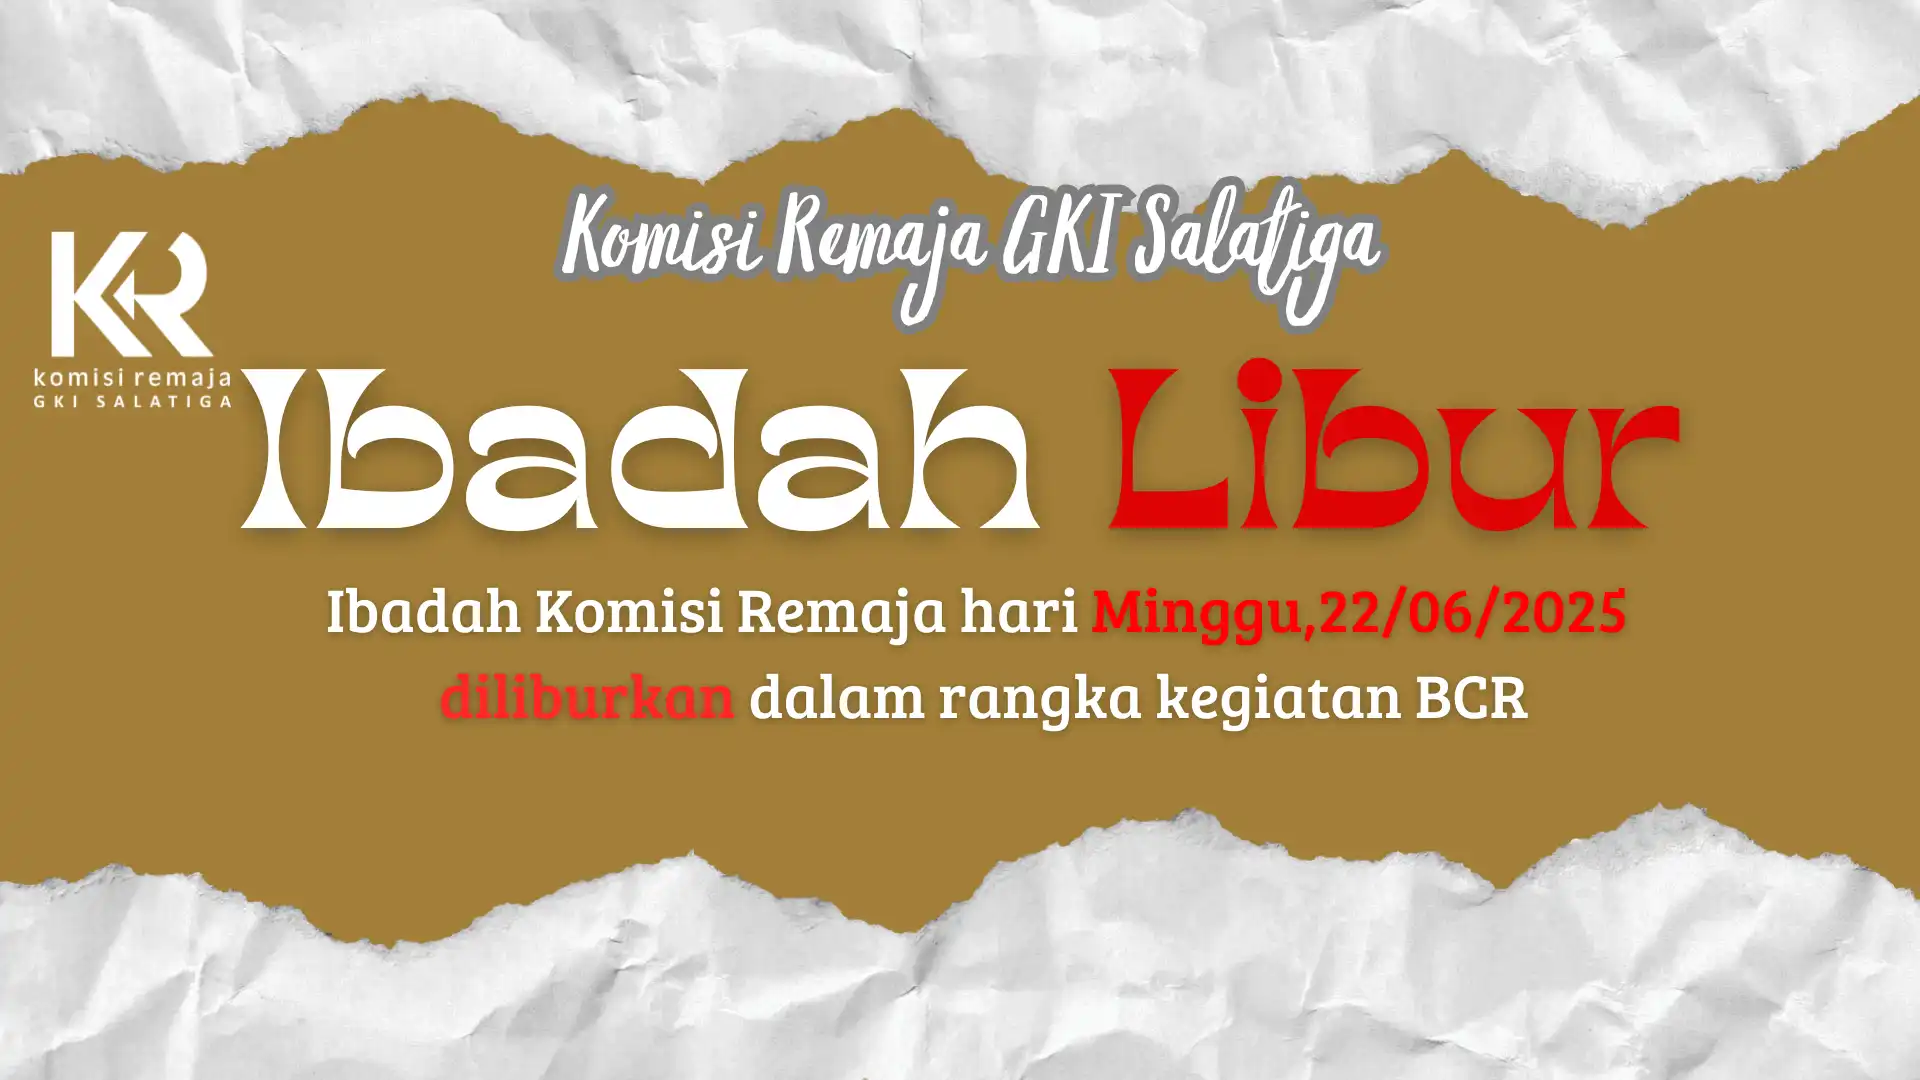 Komisi Remaja GKI Salatiga
KR
komisi remaja
GKI SALATIGA
Ibadah Libur
Ibadah Komisi Remaja hari Minggu,22/06/2025
diliburkan dalam rangka kegiatan BCR